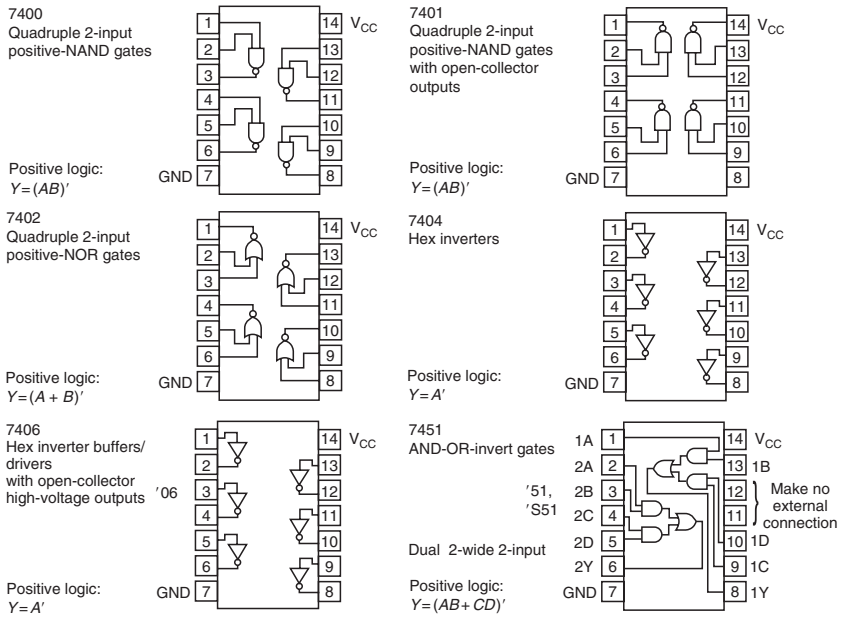 7400
Quadruple 2-input
positive-NAND gates
Positive logic:
Y=(AB)′
1
2
3
4
5
6
GND 7
14 V_CC
13
12
11
10
9
8
7401
Quadruple 2-input
positive-NAND gates
with open-collector
outputs
Positive logic:
Y=(AB)′
1
2
3
4
5
6
GND 7
14 V_CC
13
12
11
10
9
8
7402
Quadruple 2-input
positive-NOR gates
Positive logic:
Y=(A + B)′
1
2
3
4
5
6
GND 7
14 V_CC
13
12
11
10
9
8
7404
Hex inverters
Positive logic:
Y=A′
1
2
3
4
5
6
GND 7
14 V_CC
13
12
11
10
9
8
7406
Hex inverter buffers/
drivers
with open-collector
high-voltage outputs ′06
Positive logic:
Y=A′
1
2
3
4
5
6
GND 7
14 V_CC
13
12
11
10
9
8
7451
AND-OR-invert gates
′51,
′S51
Dual 2-wide 2-input
Positive logic:
Y=(AB+CD)′
1A 1
2A 2
2B 3
2C 4
2D 5
2Y 6
GND 7
14 V_CC
13 1B
12
11
Make no
external
connection
10 1D
9 1C
8 1Y